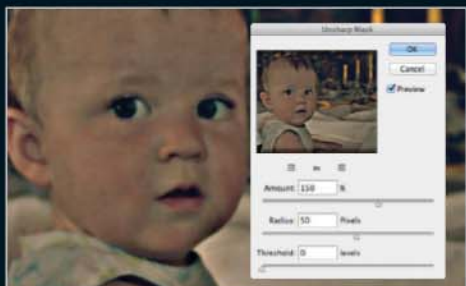 Unsharp Mask
OK
Cancel
Preview
Amount: 150 %
Radius: 50 Pixels
Threshold: 0 levels